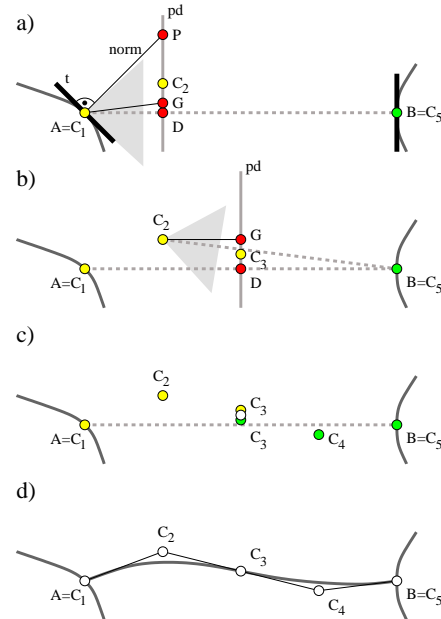 a)
pd
P
norm
t
C2
G
D
A=C1
B=C5
b)
pd
C2
G
C3
D
A=C1
B=C5
c)
C2
C3
C3
C4
A=C1
B=C5
d)
C2
C3
C4
A=C1
B=C5